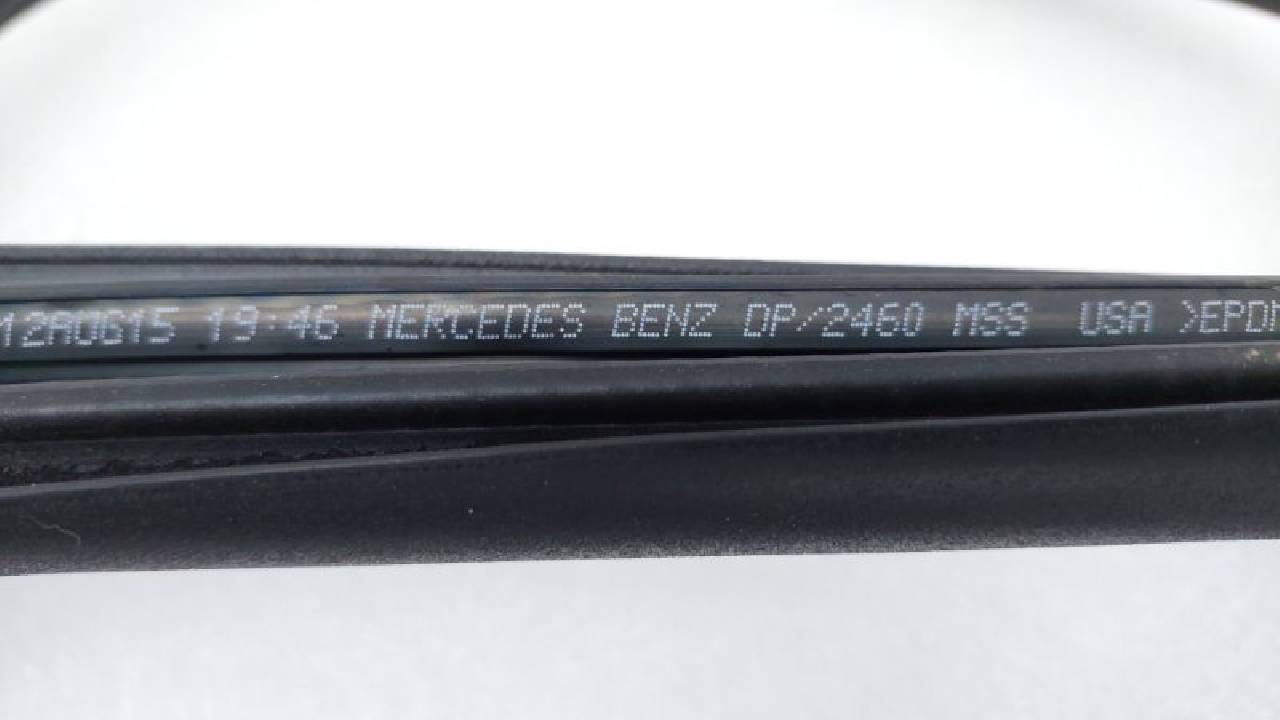 12AUG15 19:46 MERCEDES BENZ DP/2460 MSS USA >EPD